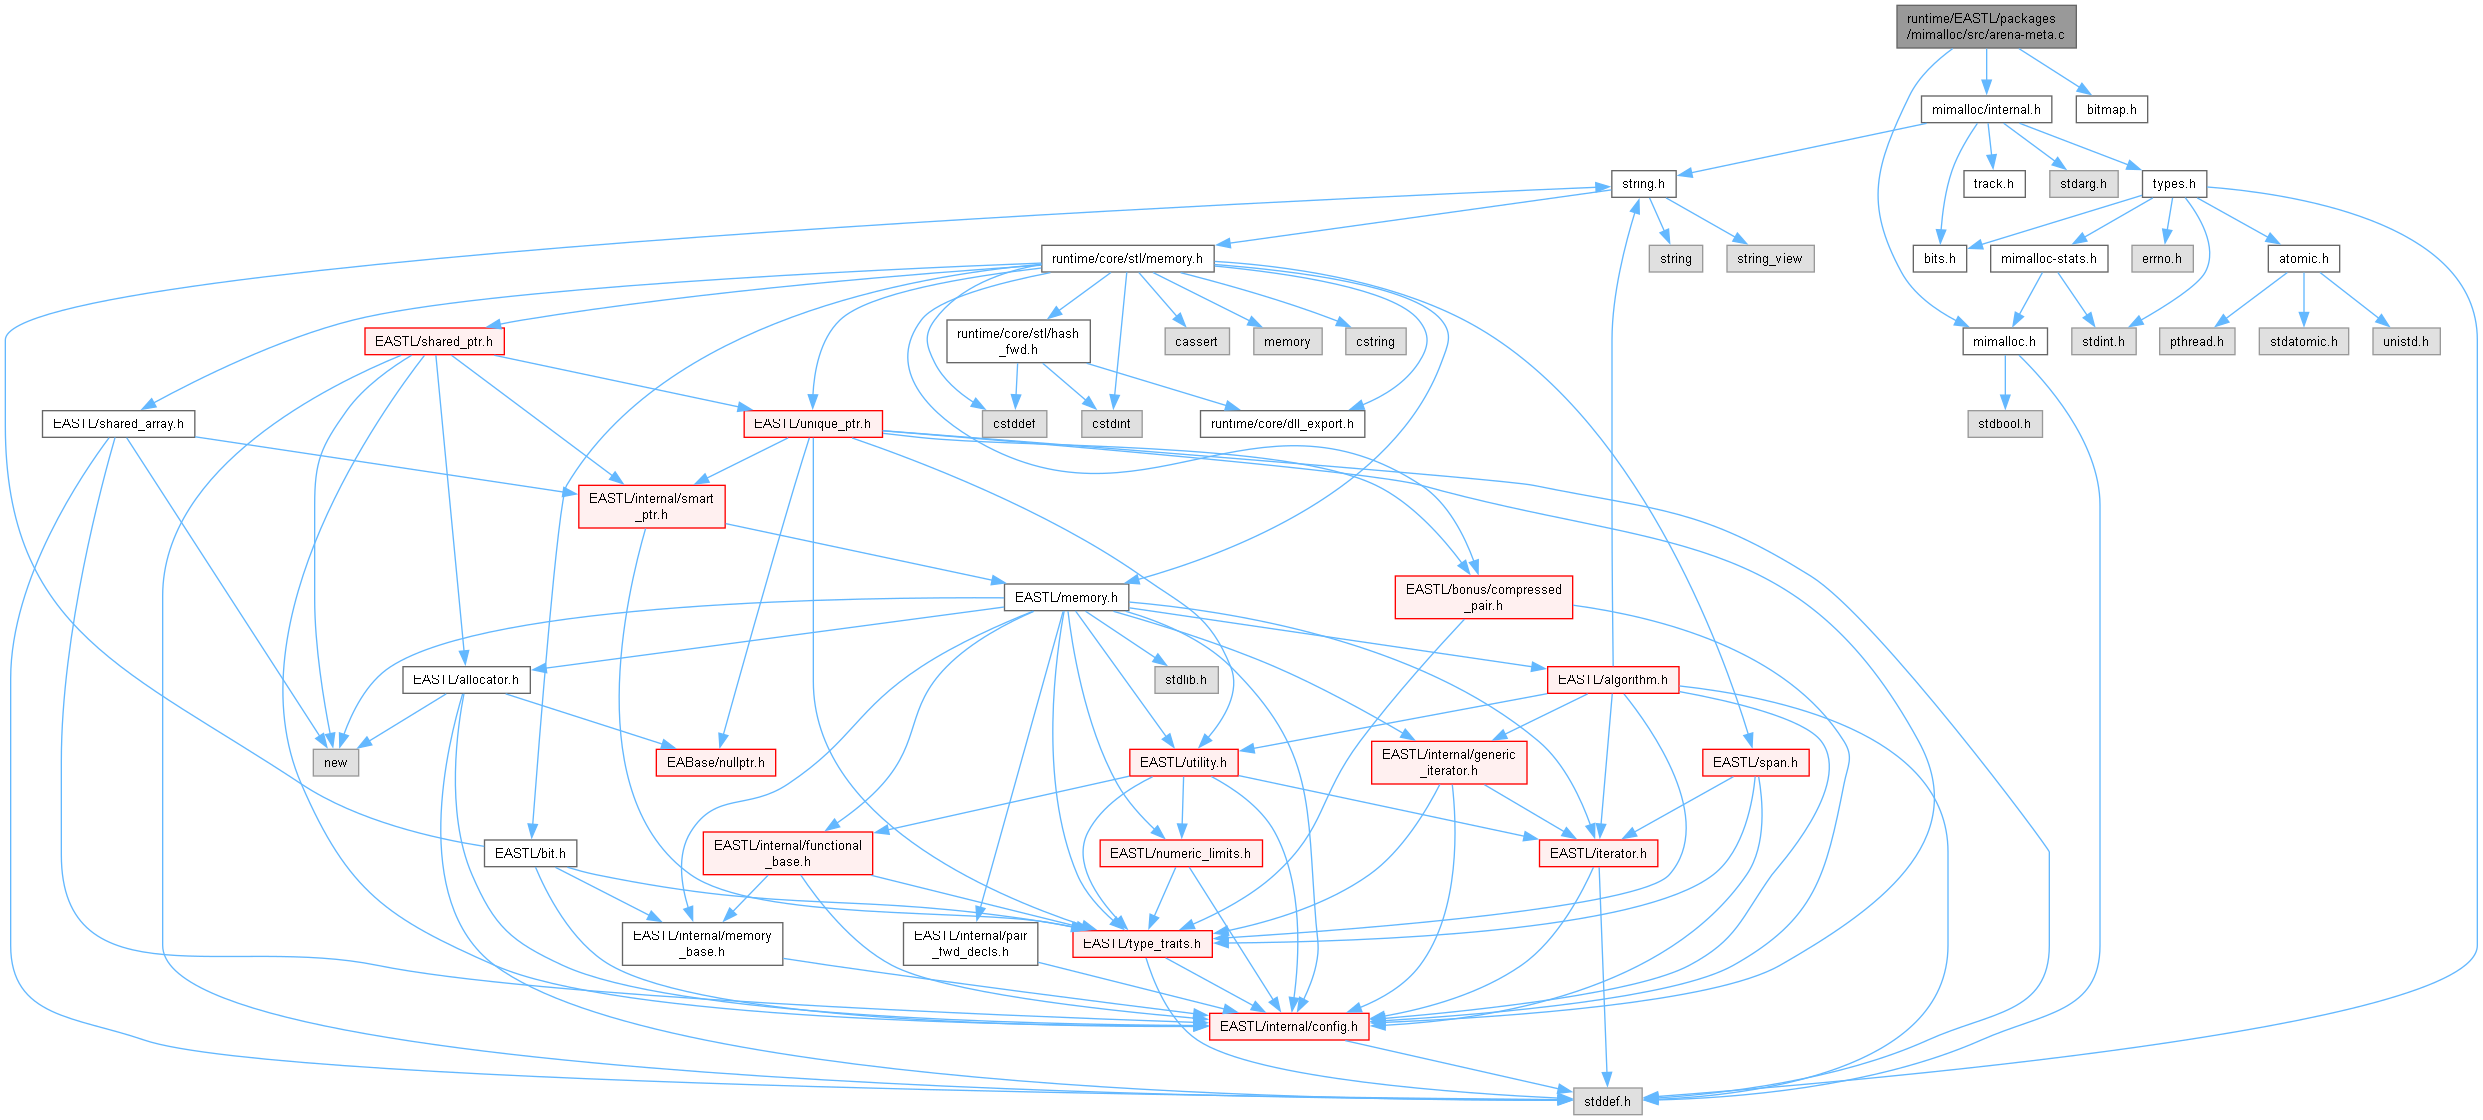 runtime/EASTL/packages
/mimalloc/src/arena-meta.c
mimalloc/internal.h
bitmap.h
string.h
track.h
stdarg.h
types.h
runtime/core/stl/memory.h
string
string_view
bits.h
mimalloc-stats.h
errno.h
atomic.h
EASTL/shared_ptr.h
runtime/core/stl/hash
_fwd.h
cassert
memory
cstring
mimalloc.h
stdint.h
pthread.h
stdatomic.h
unistd.h
EASTL/shared_array.h
EASTL/unique_ptr.h
cstddef
cstdint
runtime/core/dll_export.h
stdbool.h
EASTL/internal/smart
_ptr.h
EASTL/memory.h
EASTL/bonus/compressed
_pair.h
EASTL/allocator.h
stdlib.h
EASTL/algorithm.h
new
EABase/nullptr.h
EASTL/utility.h
EASTL/internal/generic
_iterator.h
EASTL/span.h
EASTL/bit.h
EASTL/internal/functional
_base.h
EASTL/numeric_limits.h
EASTL/iterator.h
EASTL/internal/memory
_base.h
EASTL/internal/pair
_fwd_decls.h
EASTL/type_traits.h
EASTL/internal/config.h
stddef.h